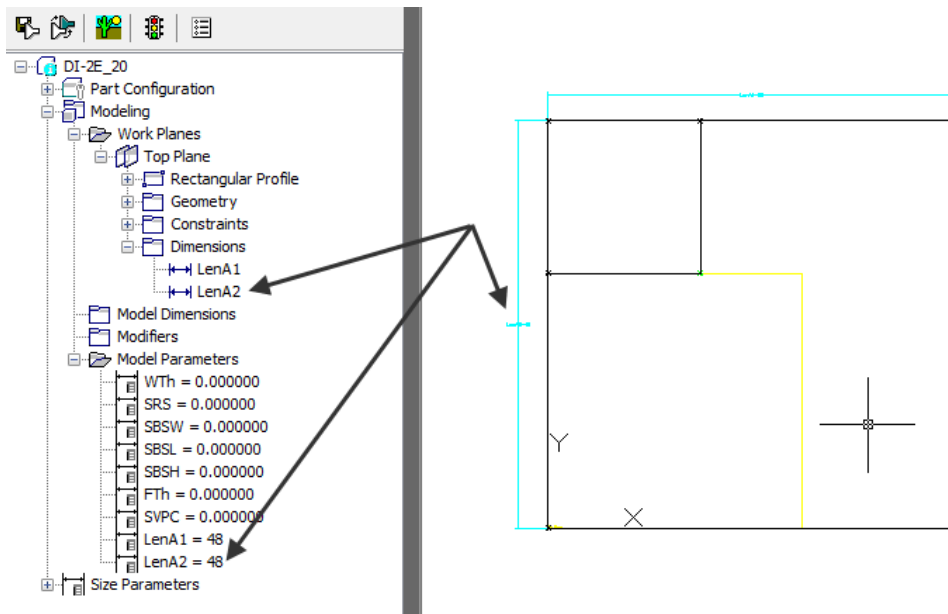 DI-2E_20
Part Configuration
Modeling
Work Planes
Top Plane
Rectangular Profile
Geometry
Constraints
Dimensions
LenA1
LenA2
Model Dimensions
Modifiers
Model Parameters
WTh = 0.000000
SRS = 0.000000
SBSW = 0.000000
SBSL = 0.000000
SBSH = 0.000000
FTh = 0.000000
SVPC = 0.000000
LenA1 = 48
LenA2 = 48
Size Parameters
Y
X